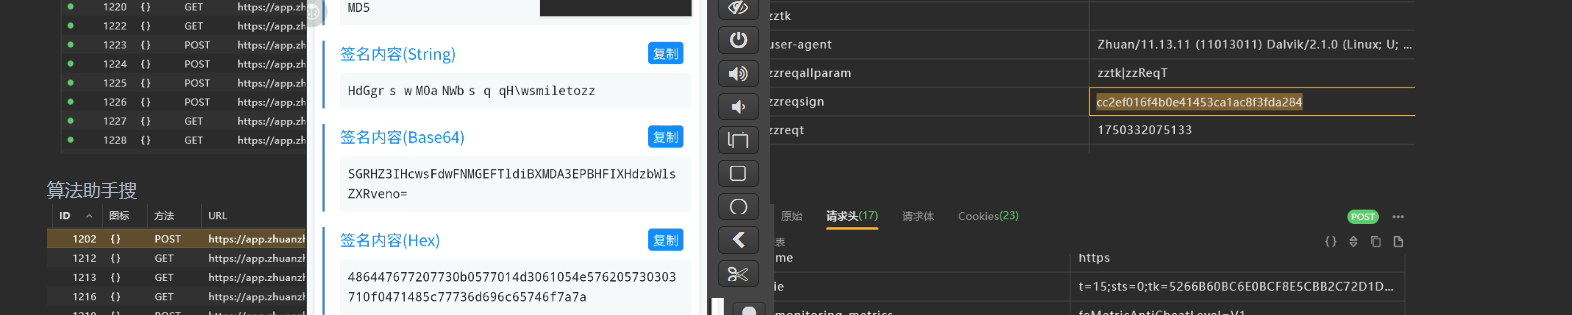 1220 {} GET https://app.zhu
1222 {} GET https://app.zh
1223 {} POST https://app.zh
1224 {} POST https://app.zh
1225 {} POST https://app.zh
1226 {} POST https://app.zh
1227 {} GET https://app.zh
1228 {} GET https://app.zh
算法助手搜
ID 图标 方法 URL
1202 {} POST https://app.zhuanzh
1212 {} GET https://app.zhuanzh
1213 {} GET https://app.zhuanzh
1216 {} GET https://app.zhuanzh
MD5
签名内容(String) 复制
HdGgr s w M0a NWb s q qH\wsmiletozz
签名内容(Base64) 复制
SGRHZ3IHcwsFdwFNMGEFTldiBXMDA3EPBHFIXHdzbWls
ZXRveno=
签名内容(Hex) 复制
486447677207730b0577014d3061054e576205730303
710f0471485c77736d696c65746f7a7a
zztk
user-agent Zhuan/11.13.11 (11013011) Dalvik/2.1.0 (Linux; U; ...
zzreqallparam zztk|zzReqT
zzreqsign cc2ef016f4b0e41453ca1ac8f3fda284
zzreqt 1750332075133
原始 请求头(17) 请求体 Cookies(23) POST
表 {}
me https
ie t=15;sts=0;tk=5266B60BC6E0BCF8E5CBB2C72D1D...